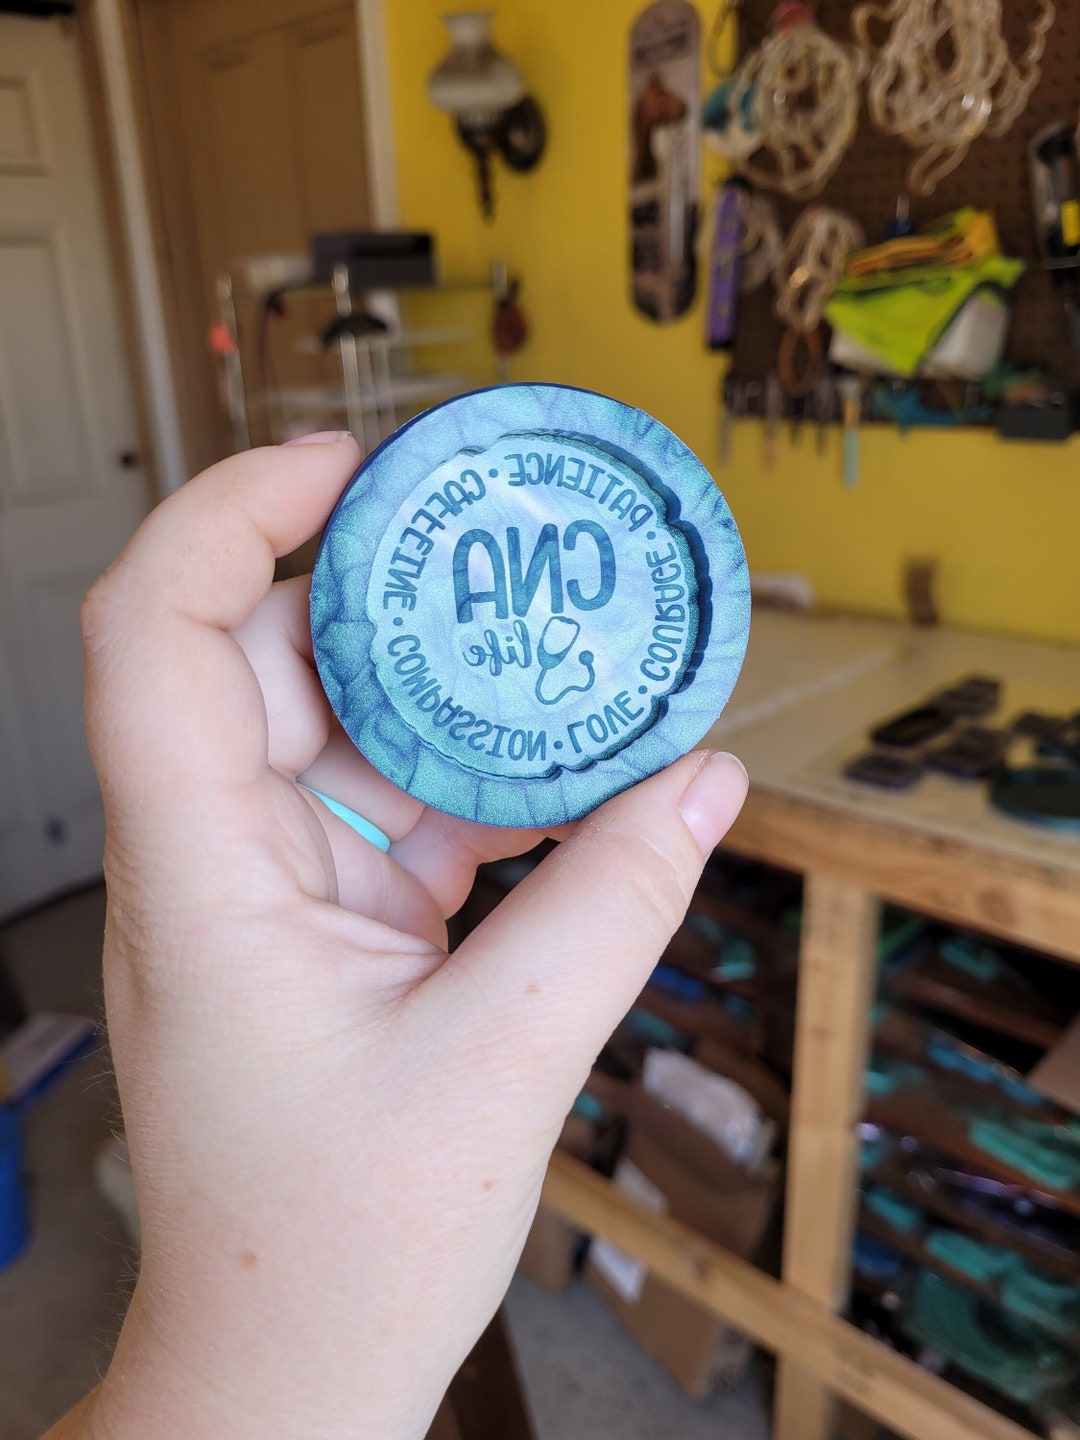 CNA
life
PATIENCE • CAFFEINE • COMPASSION • LOVE • COURAGE •